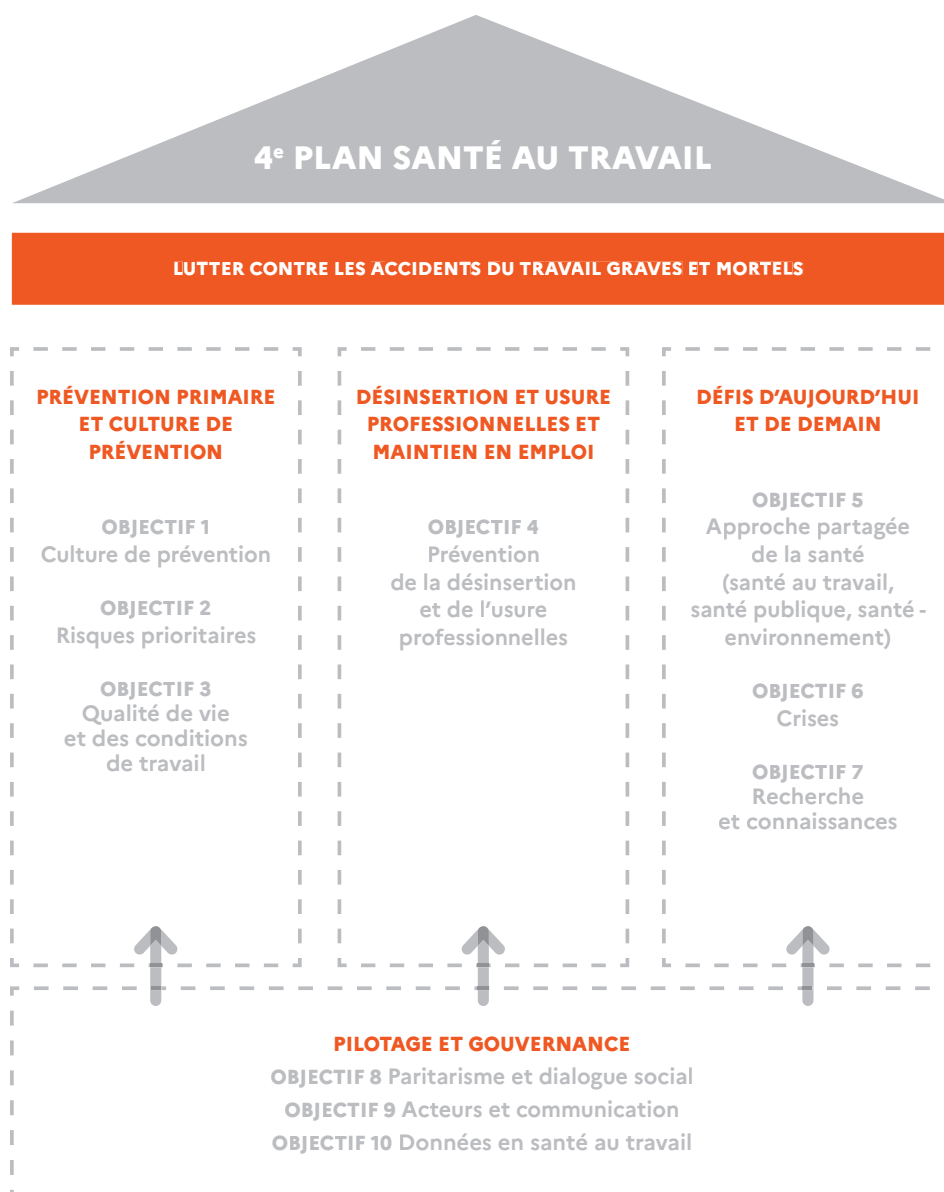 4e PLAN SANTÉ AU TRAVAIL
LUTTER CONTRE LES ACCIDENTS DU TRAVAIL GRAVES ET MORTELS
PRÉVENTION PRIMAIRE
ET CULTURE DE
PRÉVENTION
OBJECTIF 1
Culture de prévention
OBJECTIF 2
Risques prioritaires
OBJECTIF 3
Qualité de vie
et des conditions
de travail
DÉSINSERTION ET USURE
PROFESSIONNELLES ET
MAINTIEN EN EMPLOI
OBJECTIF 4
Prévention
de la désinsertion
et de l’usure
professionnelles
DÉFIS D’AUJOURD’HUI
ET DE DEMAIN
OBJECTIF 5
Approche partagée
de la santé
(santé au travail,
santé publique, santé -
environnement)
OBJECTIF 6
Crises
OBJECTIF 7
Recherche
et connaissances
PILOTAGE ET GOUVERNANCE
OBJECTIF 8 Paritarisme et dialogue social
OBJECTIF 9 Acteurs et communication
OBJECTIF 10 Données en santé au travail